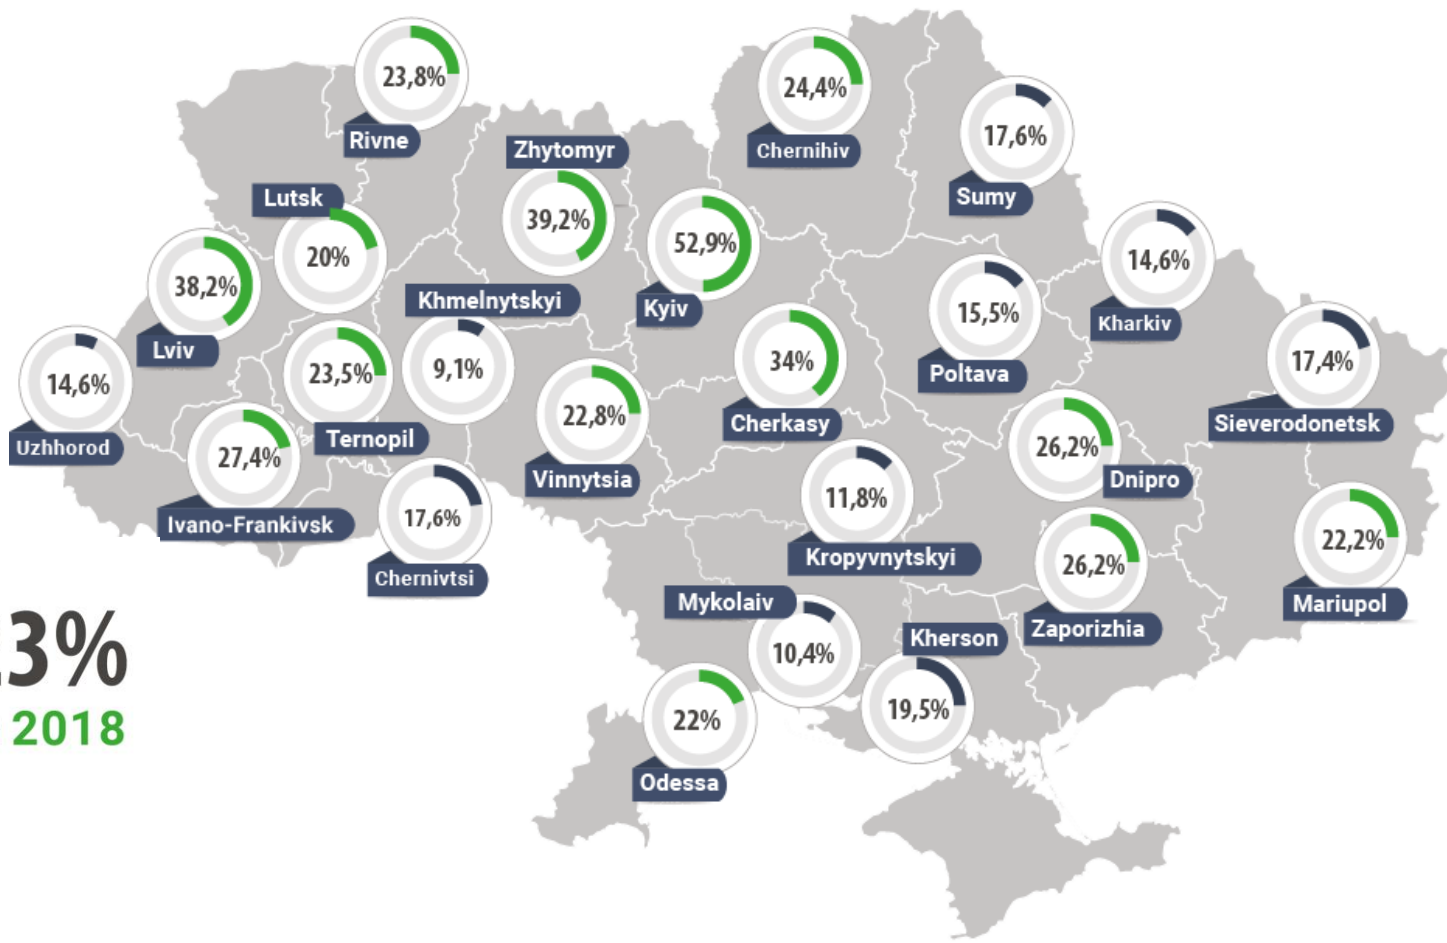 23,8%
Rivne
24,4%
Chernihiv
17,6%
Sumy
Zhytomyr
39,2%
Lutsk
20%
52,9%
Kyiv
38,2%
Lviv
14,6%
Kharkiv
Khmelnytskyi
9,1%
15,5%
Poltava
17,4%
Sieverodonetsk
14,6%
Uzhhorod
23,5%
Ternopil
22,8%
Vinnytsia
34%
Cherkasy
26,2%
Dnipro
27,4%
Ivano-Frankivsk
17,6%
Chernivtsi
11,8%
Kropyvnytskyi
26,2%
Zaporizhia
22,2%
Mariupol
Mykolaiv
10,4%
Kherson
19,5%
22%
Odessa
3%
2018